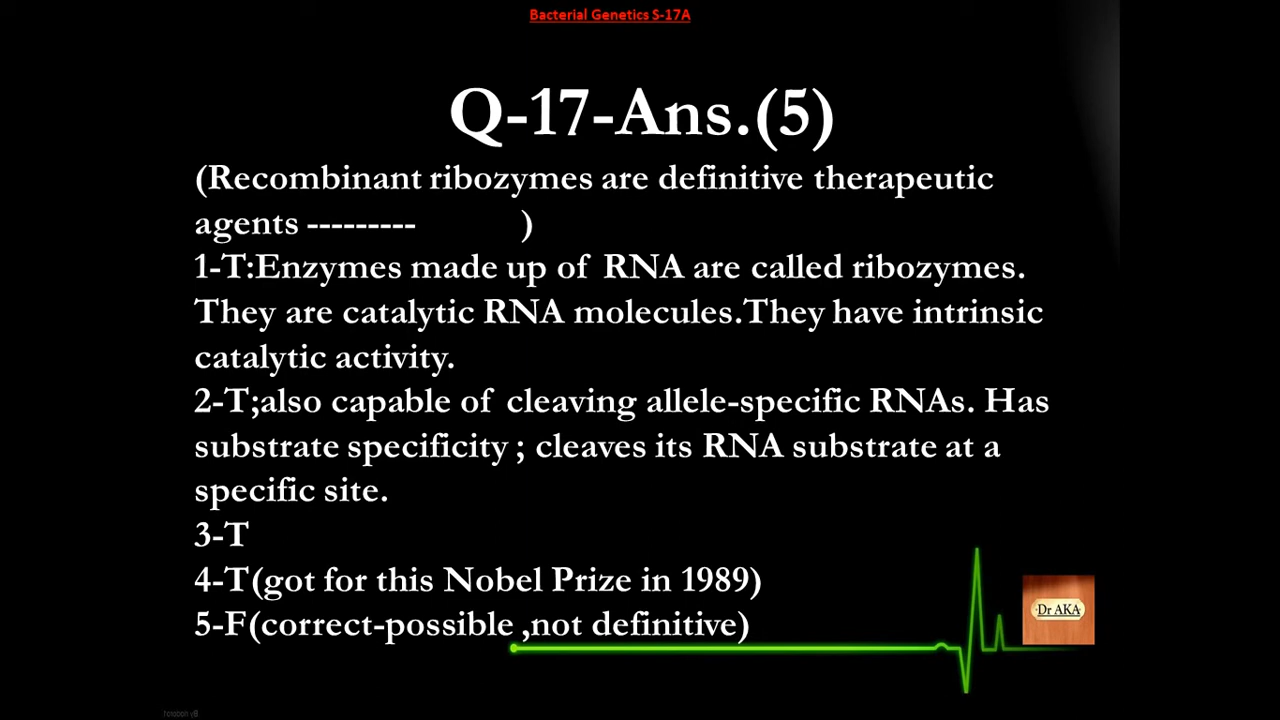 Bacterial Genetics S-17A
Q-17-Ans.(5)
(Recombinant ribozymes are definitive therapeutic
agents --------- )
1-T:Enzymes made up of RNA are called ribozymes.
They are catalytic RNA molecules.They have intrinsic
catalytic activity.
2-T;also capable of cleaving allele-specific RNAs. Has
substrate specificity ; cleaves its RNA substrate at a
specific site.
3-T
4-T(got for this Nobel Prize in 1989)
5-F(correct-possible ,not definitive)
Dr AKA